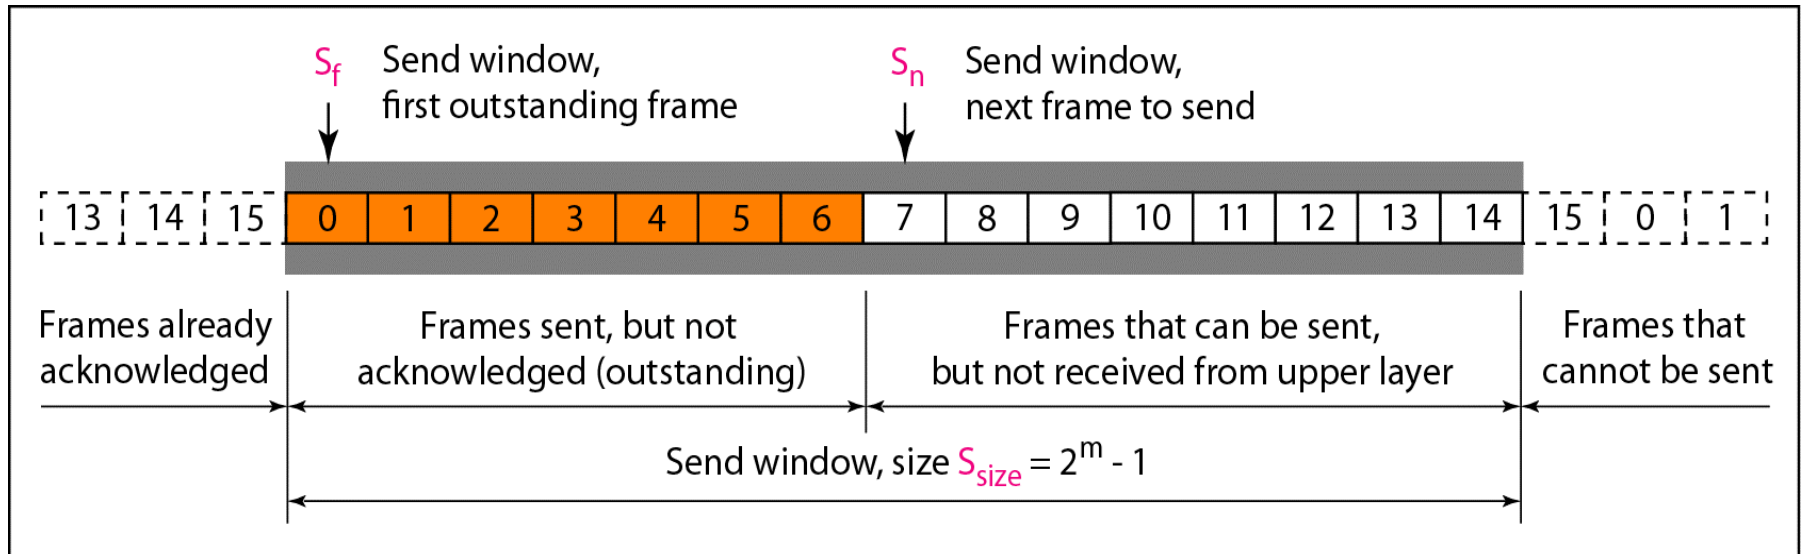 Sf Send window, first outstanding frame
Sn Send window, next frame to send
13 14 15 0 1 2 3 4 5 6 7 8 9 10 11 12 13 14 15 0 1
Frames already acknowledged
Frames sent, but not acknowledged (outstanding)
Frames that can be sent, but not received from upper layer
Frames that cannot be sent
Send window, size Ssize = 2^m - 1